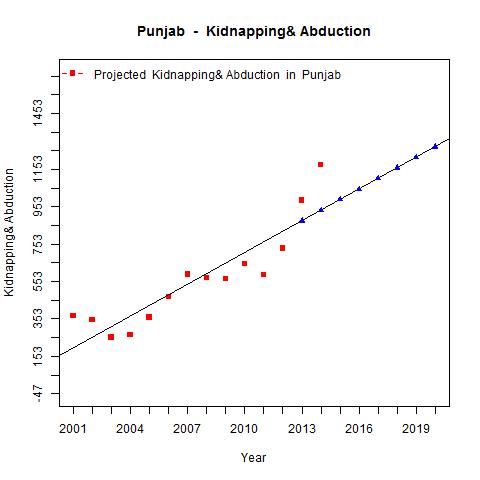 Punjab - Kidnapping& Abduction
Projected Kidnapping& Abduction in Punjab
Kidnapping& Abduction
1453
1153
953
753
553
353
153
-47
2001 2004 2007 2010 2013 2016 2019
Year